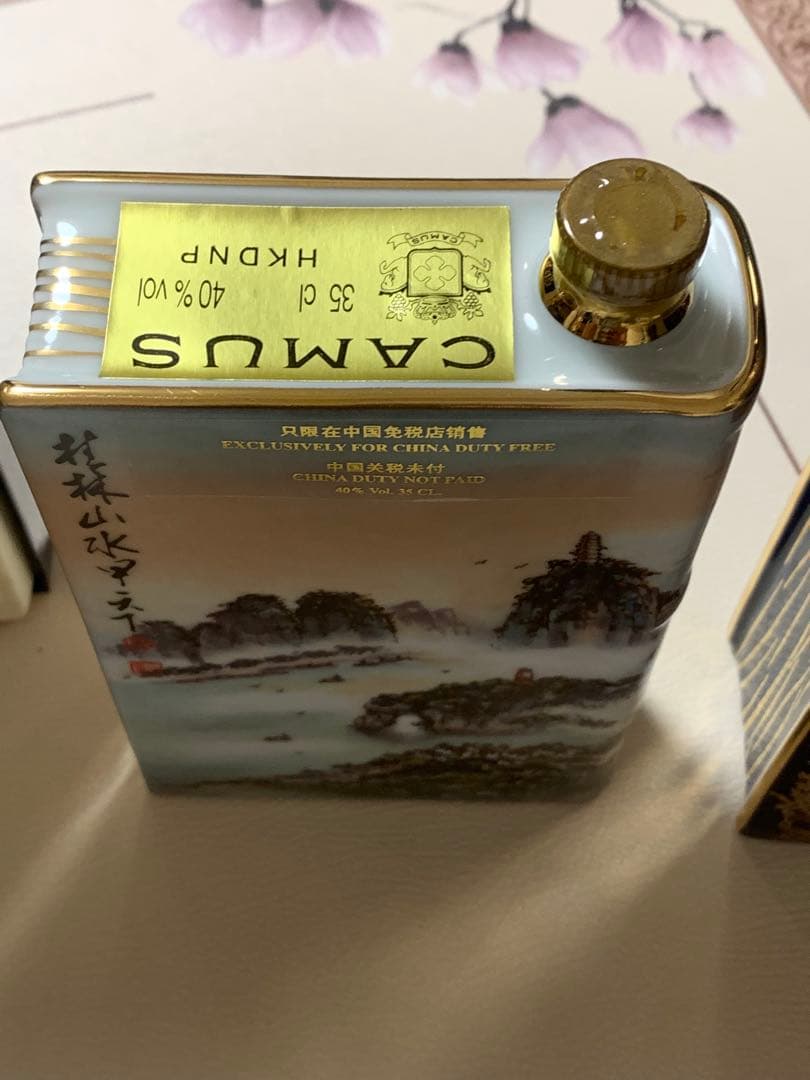 CAMUS
CAMUS
35 cl 40% vol
HKDNP
只限在中国免税店销售
EXCLUSIVELY FOR CHINA DUTY FREE
中国关税未付
CHINA DUTY NOT PAID
40% Vol. 35 CL.
桂林山水甲天下